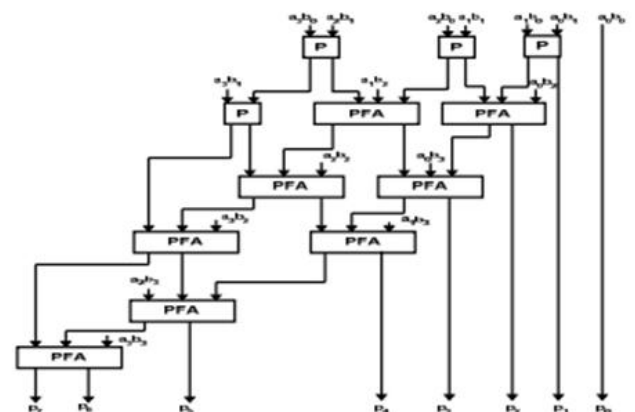 a₃b₀ a₂b₁ a₂b₀ a₁b₁ a₁b₀ a₀b₁ a₀b₀
P P P
a₃b₁ a₁b₂ a₀b₂
P PFA PFA
a₂b₂ a₀b₃
PFA PFA
a₃b₂ a₁b₃
PFA PFA
a₂b₃
PFA
a₃b₃
PFA
p₇ p₆ p₅ p₄ p₃ p₂ p₁ p₀